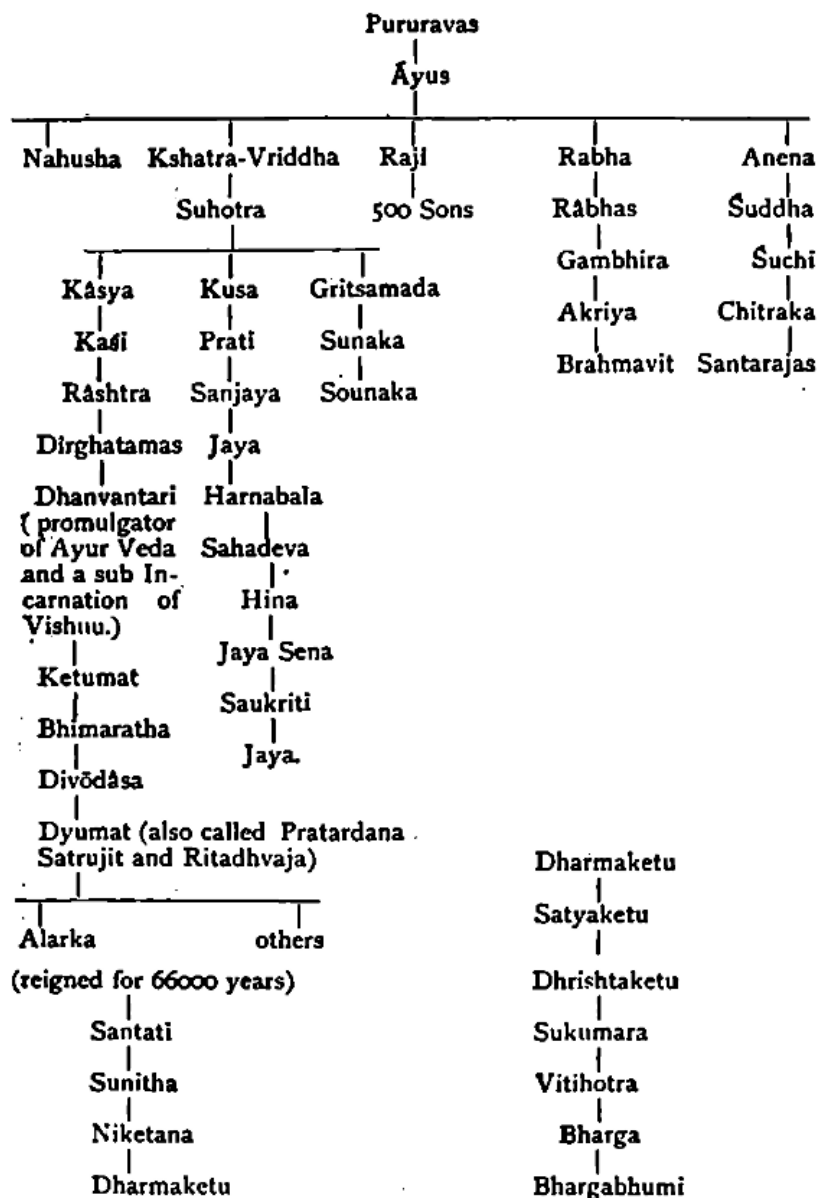 Pururavas
Āyus
Nahusha Kshatra-Vriddha Raji Rabha Anena
Suhotra 500 Sons Râbhas Śuddha
Gambhira Śuchi
Kâsya Kusa Gritsamada
Akriya Chitraka
Kaśi Prati Sunaka
Brahmavit Santarajas
Râshtra Sanjaya Sounaka
Dirghatamas Jaya
Dhanvantari Harnabala
( promulgator
of Ayur Veda Sahadeva
and a sub In-
carnation of Hina
Vishnu.)
Jaya Sena
Ketumat
Saukriti
Bhimaratha
Jaya.
Divōdâsa
Dyumat (also called Pratardana
Satrujit and Ritadhvaja)
Alarka others
(reigned for 66000 years)
Santati
Sunitha
Niketana
Dharmaketu
Dharmaketu
Satyaketu
Dhrishtaketu
Sukumara
Vitihotra
Bharga
Bhargabhumi